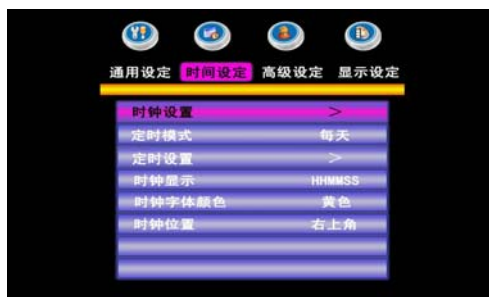 通用设定 时间设定 高级设定 显示设定
时钟设置 >
定时模式 每天
定时设置 >
时钟显示 HHMMSS
时钟字体颜色 黄色
时钟位置 右上角